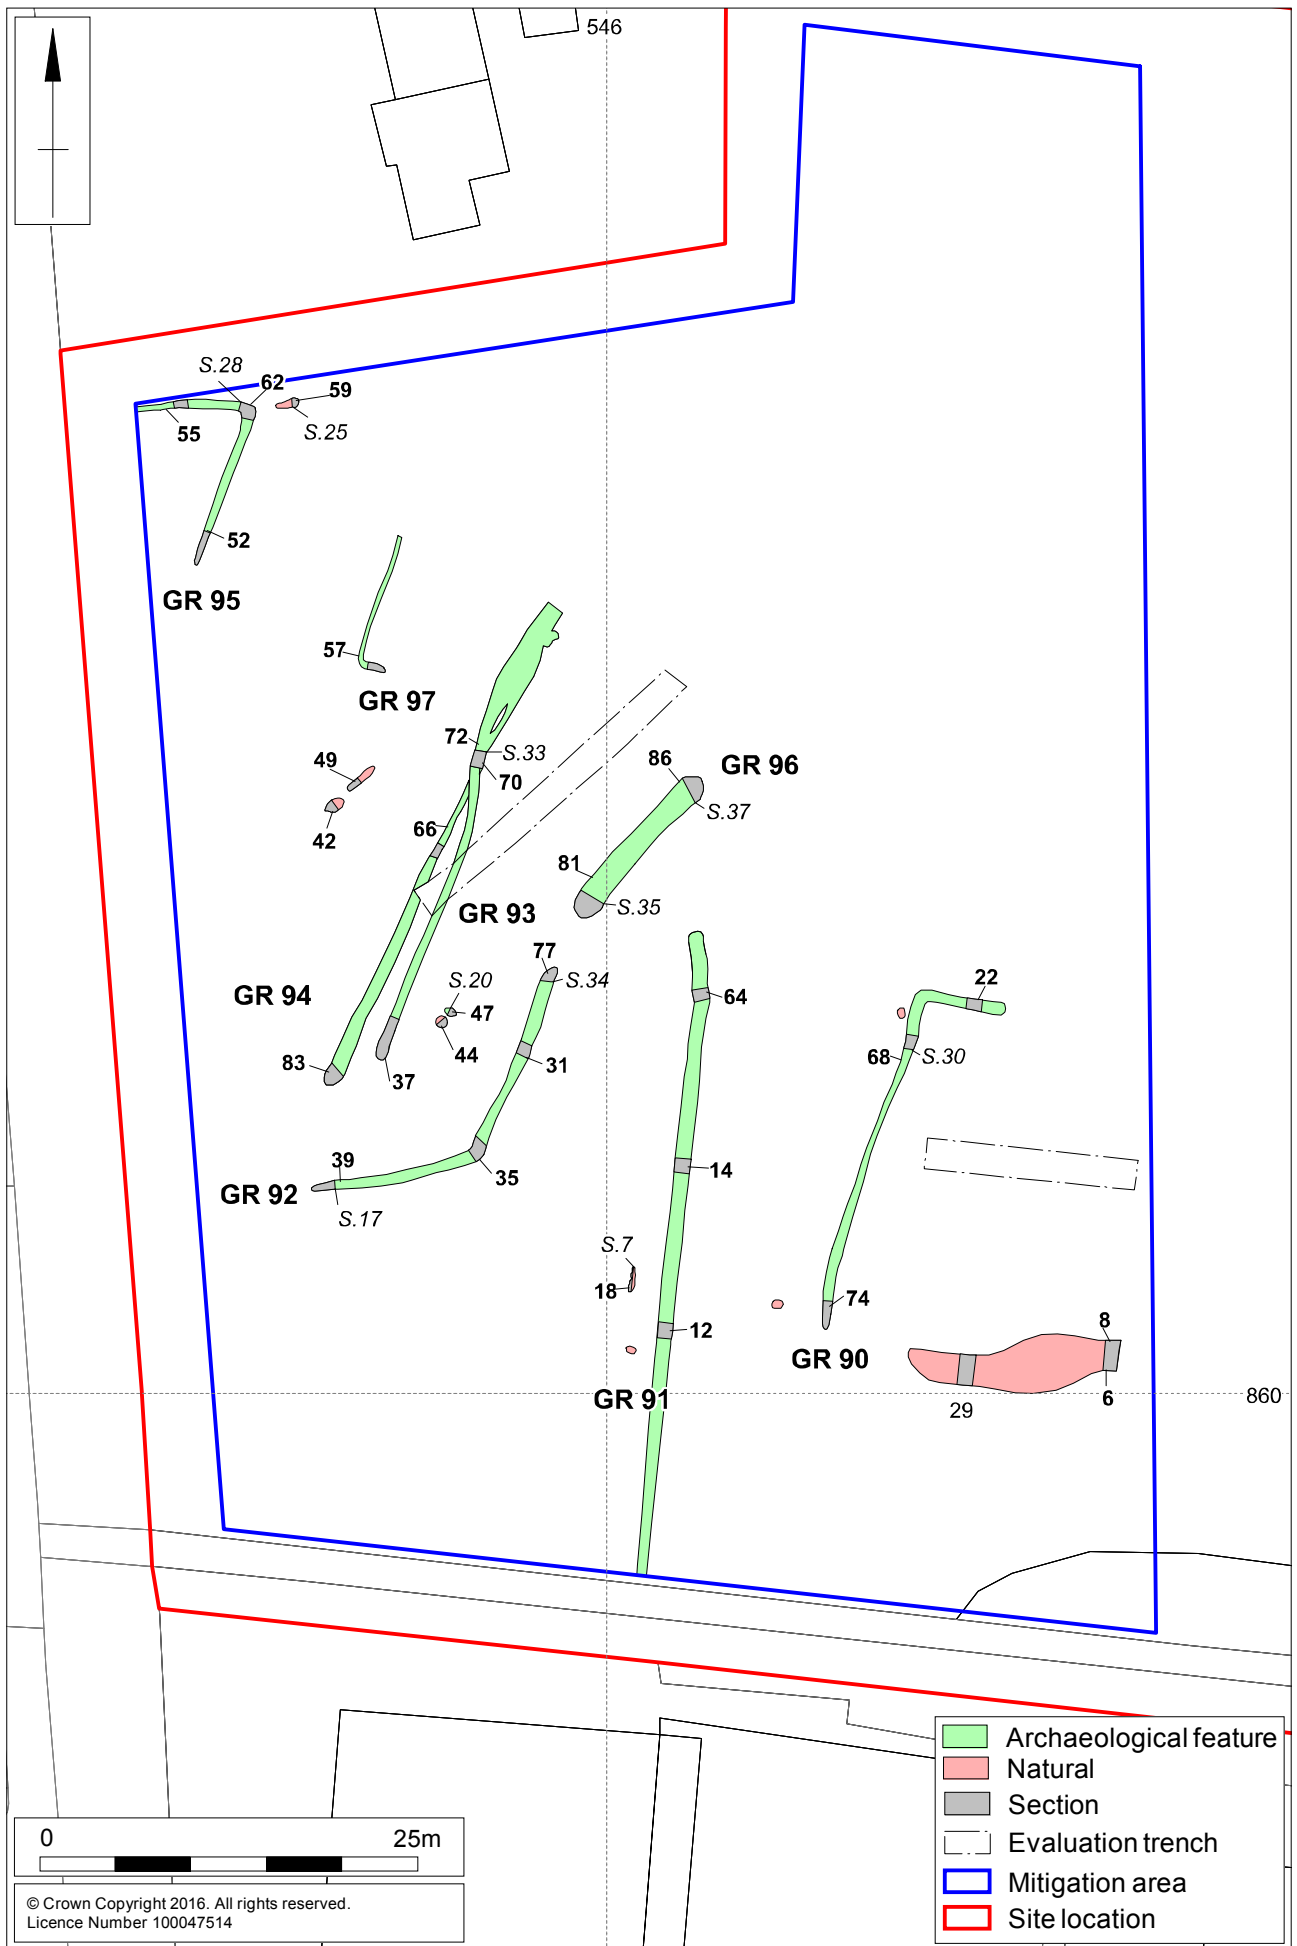 546
S.28
62
59
55
S.25
52
GR 95
57
GR 97
72
S.33
49
70
86
GR 96
S.37
42
66
81
S.35
GR 93
77
S.20
S.34
22
GR 94
47
64
44
68
S.30
83
37
31
39
35
14
GR 92
S.17
S.7
18
74
12
8
GR 90
GR 91
6
860
29
Archaeological feature
Natural
Section
Evaluation trench
Mitigation area
Site location
0 25m
© Crown Copyright 2016. All rights reserved.
Licence Number 100047514